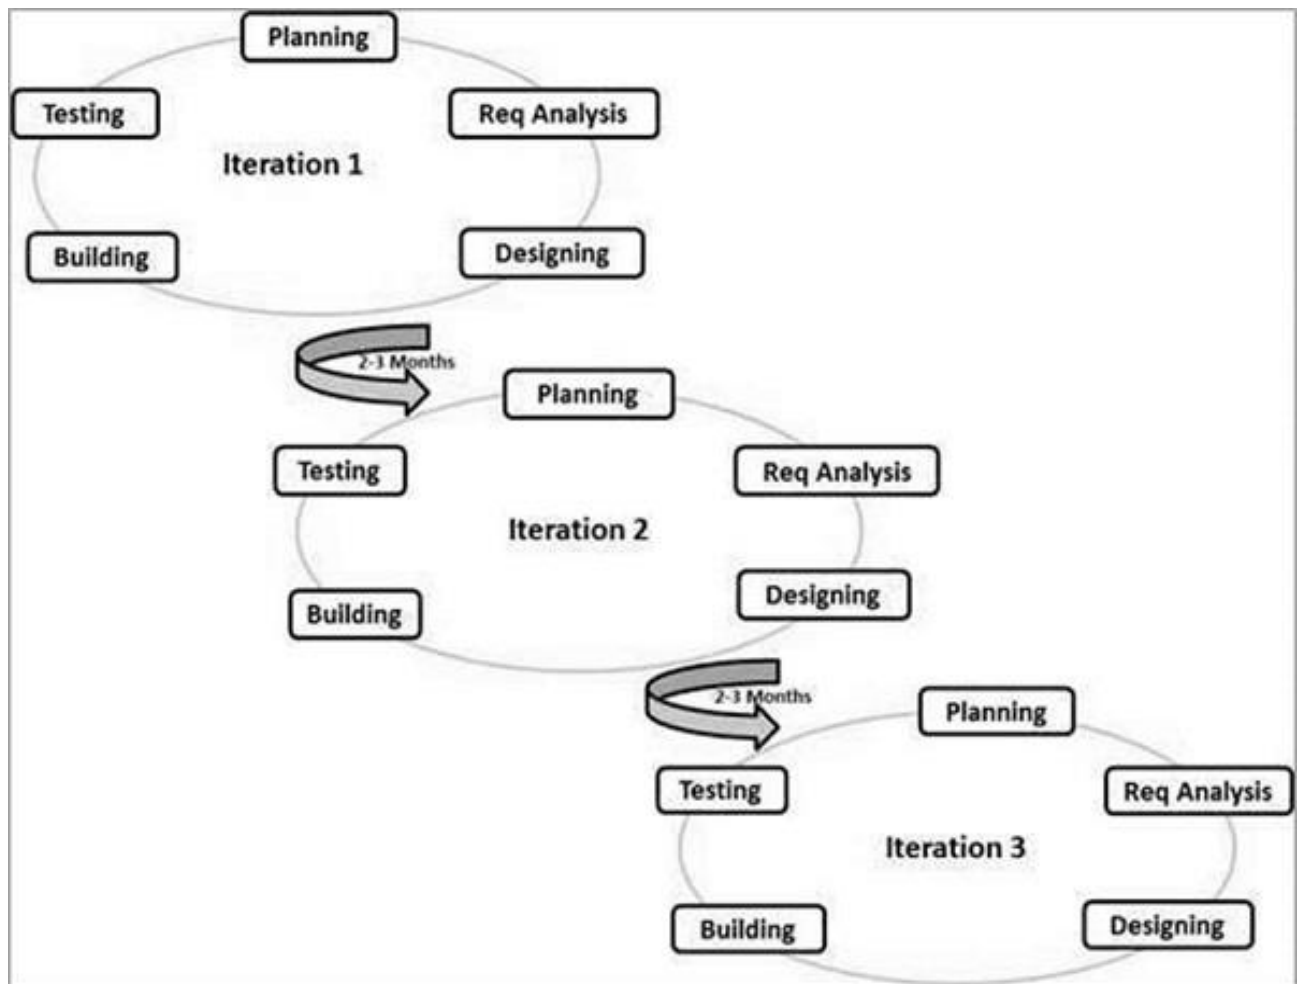 Planning
Testing
Req Analysis
Iteration 1
Building
Designing
2-3 Months
Planning
Testing
Req Analysis
Iteration 2
Building
Designing
2-3 Months
Planning
Testing
Req Analysis
Iteration 3
Building
Designing